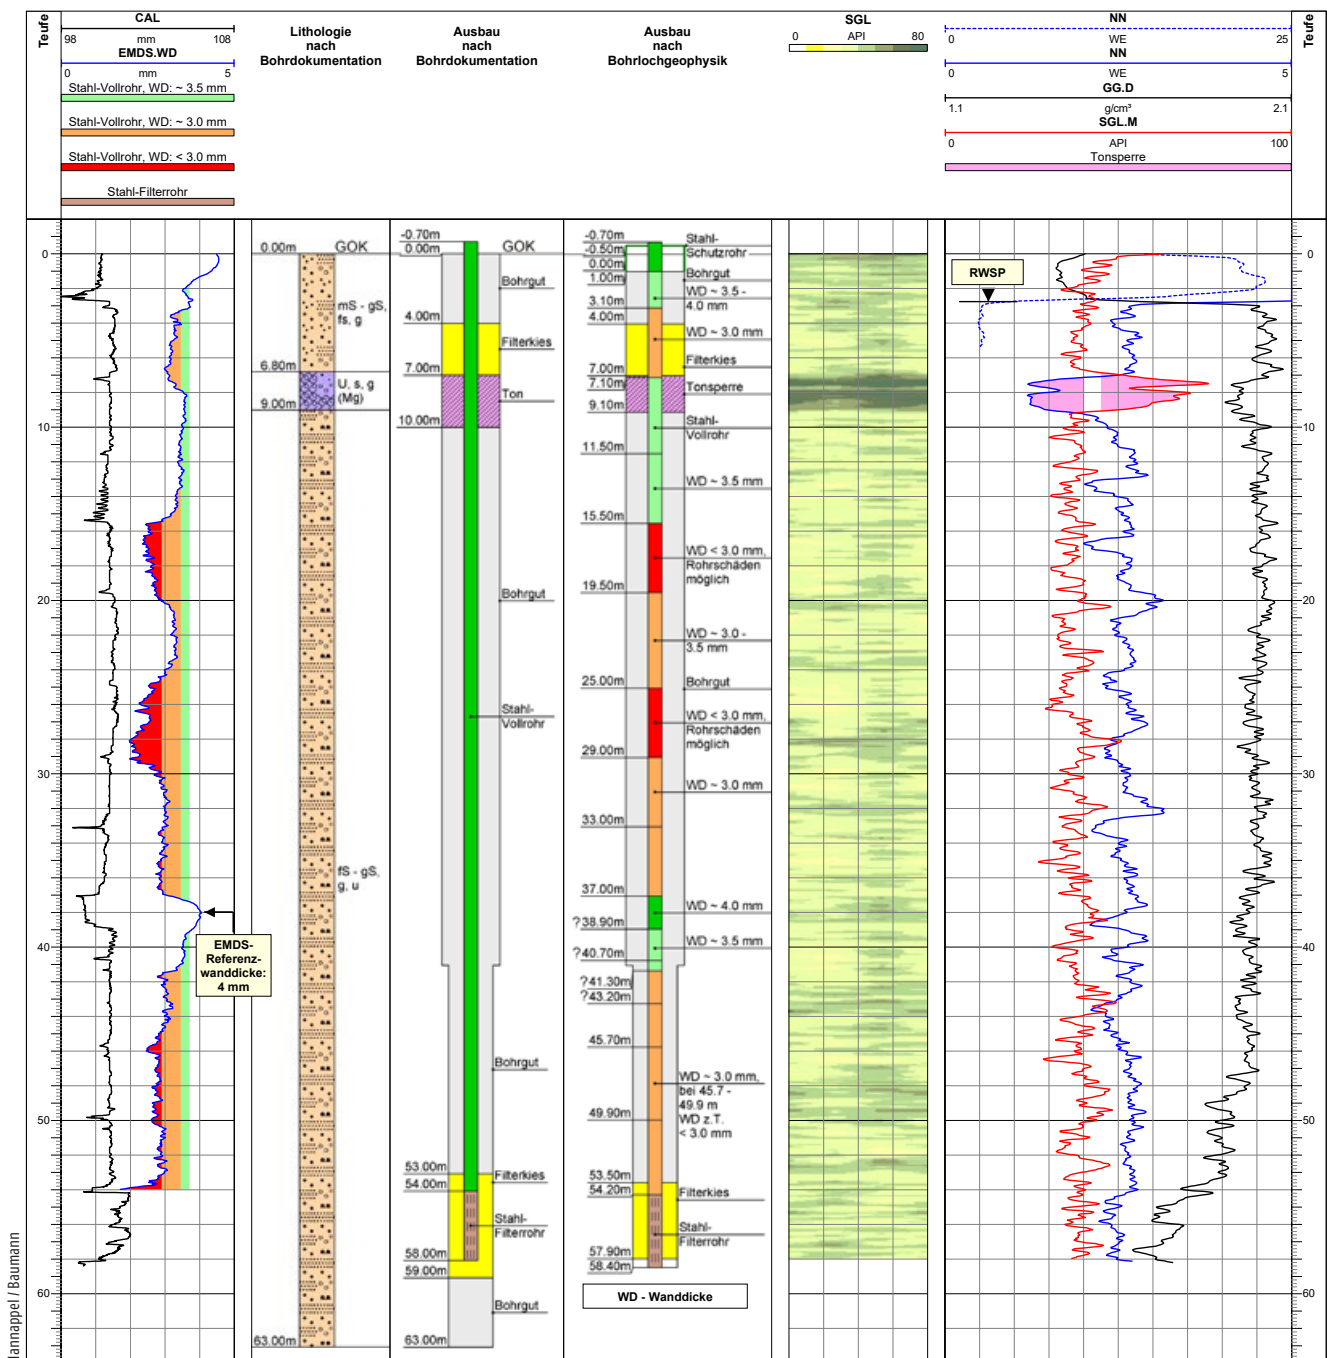 Teufe
CAL
98 mm 108
EMDS.WD
0 mm 5
Stahl-Vollrohr, WD: ~ 3.5 mm
Stahl-Vollrohr, WD: ~ 3.0 mm
Stahl-Vollrohr, WD: < 3.0 mm
Stahl-Filterrohr
Lithologie
nach
Bohrdokumentation
Ausbau
nach
Bohrdokumentation
Ausbau
nach
Bohrlochgeophysik
SGL
0 API 80
NN
0 WE 25
NN
0 WE 5
GG.D
1.1 g/cm³ 2.1
SGL.M
0 API 100
Tonsperre
Teufe
0
10
20
30
40
50
60
EMDS-
Referenz-
wanddicke:
4 mm
0.00m GOK
mS - gS,
fs, g
6.80m
U, s, g
(Mg)
9.00m
fS - gS,
g, u
63.00m
-0.70m
0.00m GOK
Bohrgut
4.00m
Filterkies
7.00m
Ton
10.00m
Bohrgut
Stahl-
Vollrohr
Bohrgut
53.00m
Filterkies
54.00m
Stahl-
Filterrohr
58.00m
59.00m
Bohrgut
63.00m
-0.70m
Stahl-
-0.50m
Schutzrohr
0.00m
Bohrgut
1.00m
WD ~ 3.5 -
4.0 mm
3.10m
4.00m
WD ~ 3.0 mm
Filterkies
7.00m
7.10m
Tonsperre
9.10m
Stahl-
Vollrohr
11.50m
WD ~ 3.5 mm
15.50m
WD < 3.0 mm,
Rohrschäden
möglich
19.50m
WD ~ 3.0 -
3.5 mm
Bohrgut
25.00m
WD < 3.0 mm,
Rohrschäden
möglich
29.00m
WD ~ 3.0 mm
33.00m
37.00m
WD ~ 4.0 mm
?38.90m
WD ~ 3.5 mm
?40.70m
?41.30m
?43.20m
45.70m
WD ~ 3.0 mm,
bei 45.7 -
49.9 m
WD z.T.
< 3.0 mm
49.90m
53.50m
54.20m
Filterkies
Stahl-
Filterrohr
57.90m
58.40m
WD - Wanddicke
RWSP
0
10
20
30
40
50
60